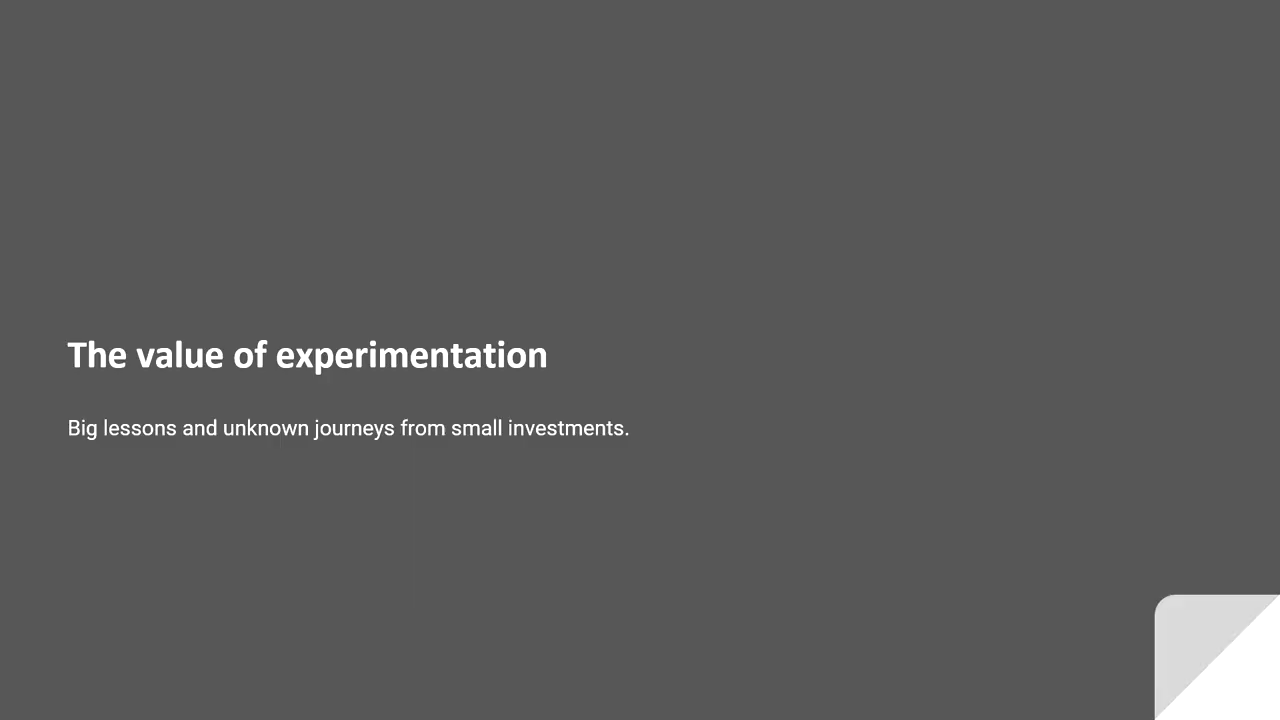 The value of experimentation
Big lessons and unknown journeys from small investments.